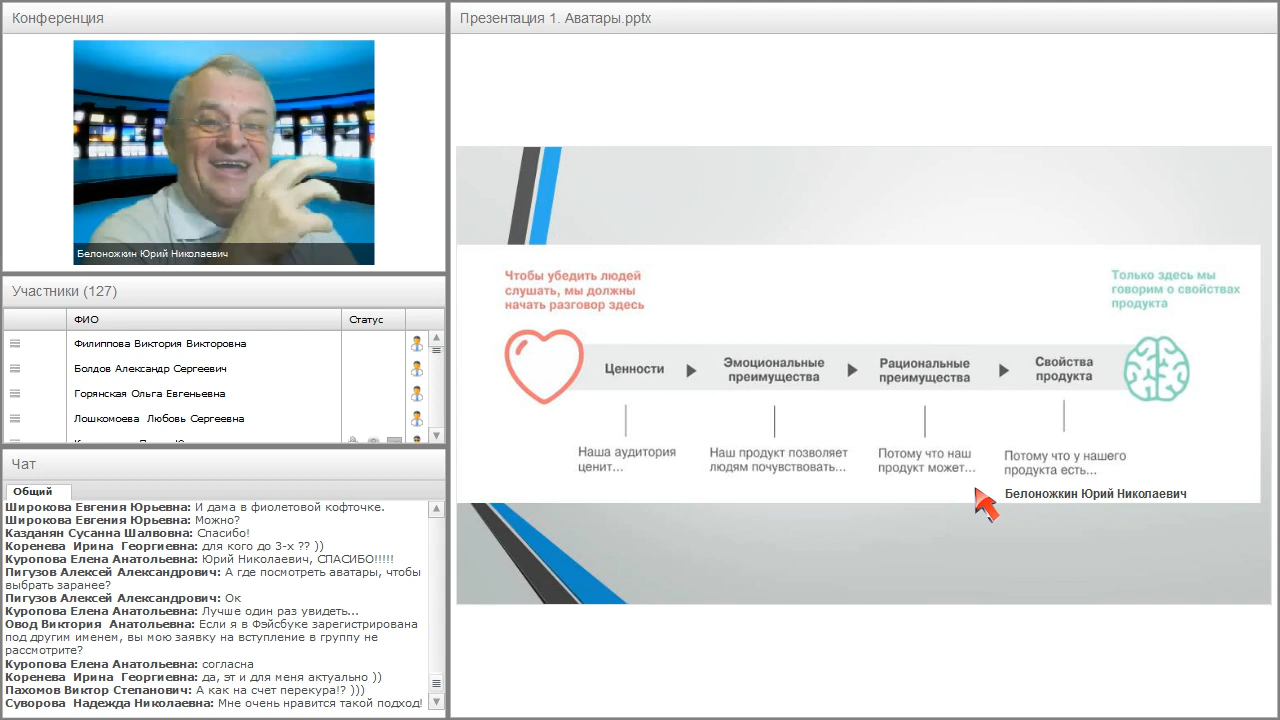 Конференция
Белоножкин Юрий Николаевич
Участники (127)
ФИО
Статус
Филиппова Виктория Викторовна
Болдов Александр Сергеевич
Горянская Ольга Евгеньевна
Лошкомоева Любовь Сергеевна
Чат
Общий
Широкова Евгения Юрьевна: И дама в фиолетовой кофточке.
Широкова Евгения Юрьевна: Можно?
Казданян Сусанна Шалвовна: Спасибо!
Коренева Ирина Георгиевна: для кого до 3-х ?? ))
Куропова Елена Анатольевна: Юрий Николаевич, СПАСИБО!!!!!
Пигузов Алексей Александрович: А где посмотреть аватары, чтобы
выбрать заранее?
Пигузов Алексей Александрович: Ок
Куропова Елена Анатольевна: Лучше один раз увидеть...
Овод Виктория Анатольевна: Если я в Фэйсбуке зарегистрирована
под другим именем, вы мою заявку на вступление в группу не
рассмотрите?
Куропова Елена Анатольевна: согласна
Коренева Ирина Георгиевна: да, эт и для меня актуально ))
Пахомов Виктор Степанович: А как на счет перекура!? )))
Суворова Надежда Николаевна: Мне очень нравится такой подход!
Презентация 1. Аватары.pptx
Чтобы убедить людей
слушать, мы должны
начать разговор здесь
Только здесь мы
говорим о свойствах
продукта
Ценности
Эмоциональные
преимущества
Рациональные
преимущества
Свойства
продукта
Наша аудитория
ценит...
Наш продукт позволяет
людям почувствовать...
Потому что наш
продукт может...
Потому что у нашего
продукта есть...
Белоножкин Юрий Николаевич